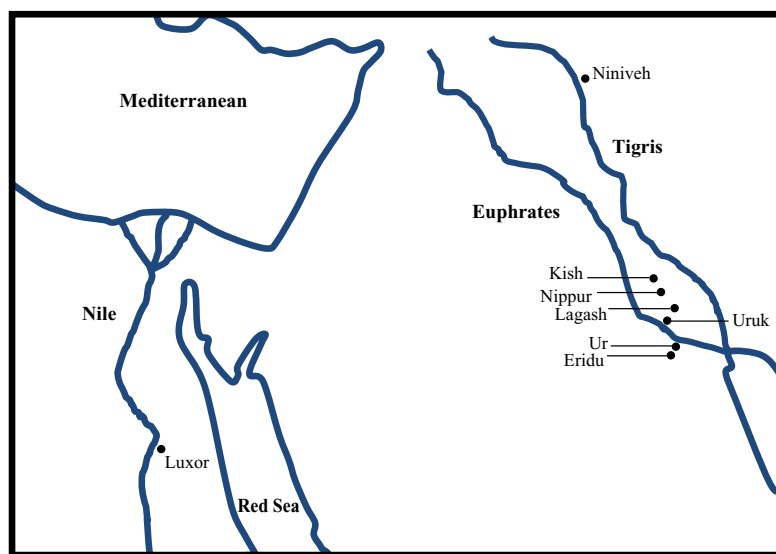 Niniveh
Mediterranean
Tigris
Euphrates
Kish
Nippur
Lagash
Uruk
Nile
Ur
Eridu
Luxor
Red Sea